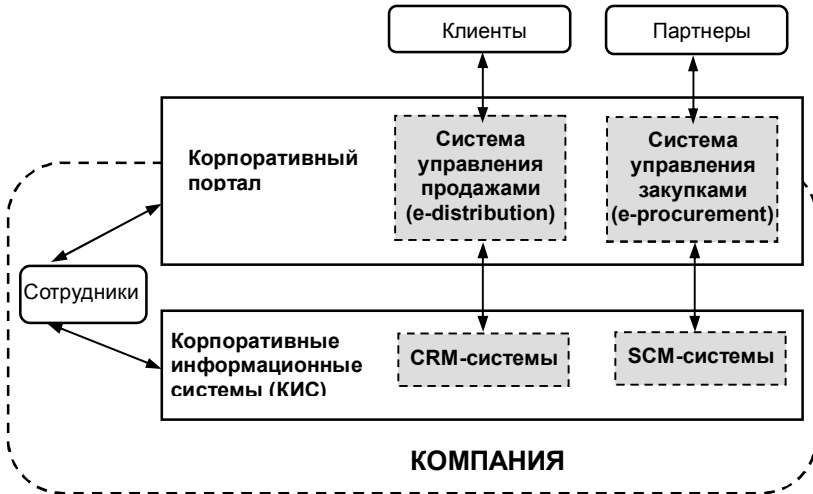 Клиенты
Партнеры
Корпоративный
портал
Система
управления
продажами
(e-distribution)
Система
управления
закупками
(e-procurement)
Сотрудники
Корпоративные
информационные
системы (КИС)
CRM-системы
SCM-системы
КОМПАНИЯ